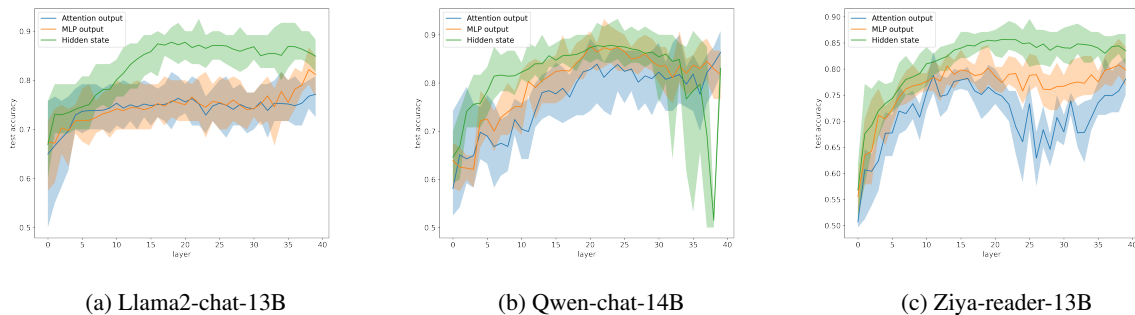 Attention output
MLP output
Hidden state
0.9
0.8
0.7
0.6
0.5
test accuracy
0 5 10 15 20 25 30 35 40
layer
(a) Llama2-chat-13B
Attention output
MLP output
Hidden state
0.9
0.8
0.7
0.6
0.5
test accuracy
0 5 10 15 20 25 30 35 40
layer
(b) Qwen-chat-14B
Attention output
MLP output
Hidden state
0.90
0.85
0.80
0.75
0.70
0.65
0.60
0.55
0.50
test accuracy
0 5 10 15 20 25 30 35 40
layer
(c) Ziya-reader-13B